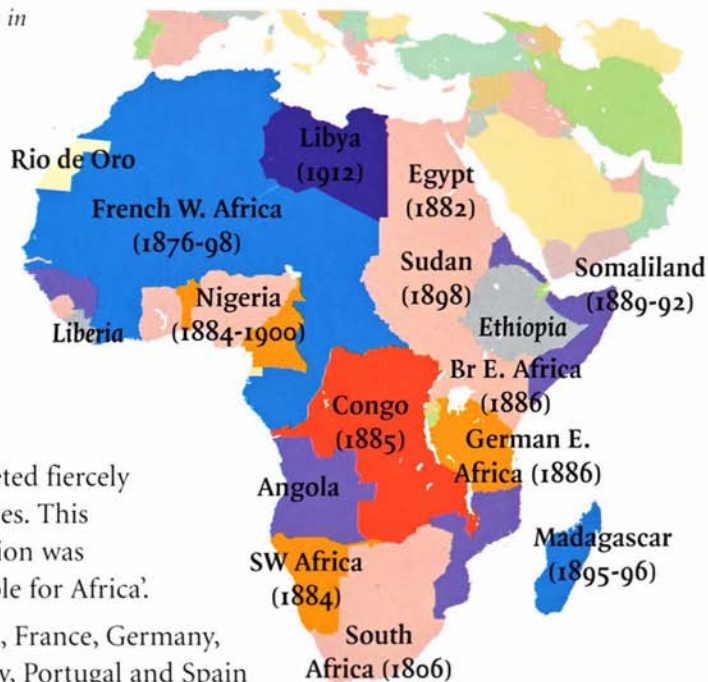 in
Rio de Oro
Libya
(1912)
Egypt
(1882)
French W. Africa
(1876-98)
Sudan
(1898)
Somaliland
(1889-92)
Nigeria
(1884-1900)
Liberia
Ethiopia
Br E. Africa
(1886)
Congo
(1885)
German E.
Africa (1886)
Angola
Madagascar
(1895-96)
SW Africa
(1884)
South
Africa (1806)
eted fiercely
es. This
ion was
ble for Africa'.
, France, Germany,
y, Portugal and Spain